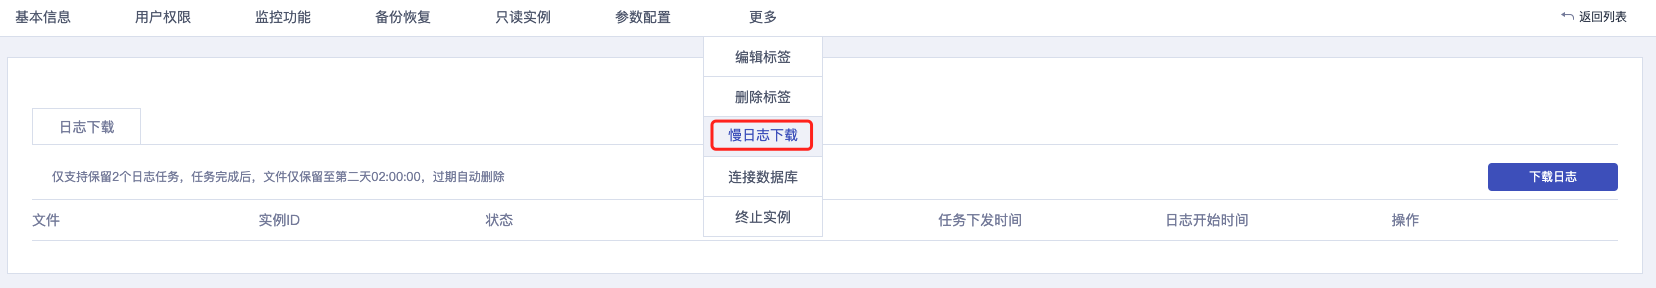 基本信息 用户权限 监控功能 备份恢复 只读实例 参数配置 更多 返回列表
编辑标签
删除标签
慢日志下载
连接数据库
终止实例
日志下载
仅支持保留2个日志任务，任务完成后，文件仅保留至第二天02:00:00，过期自动删除 下载日志
文件 实例ID 状态 任务下发时间 日志开始时间 操作